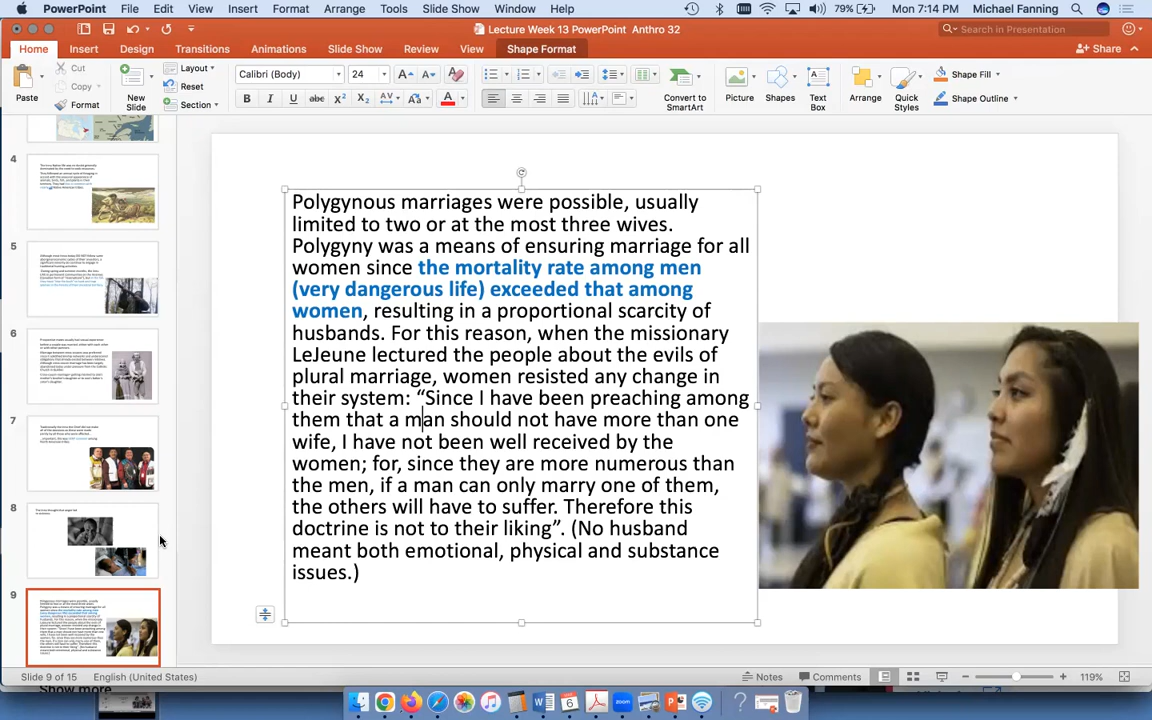 PowerPoint File Edit View Insert Format Arrange Tools Slide Show Window Help 79% Mon 7:14 PM Michael Fanning
Lecture Week 13 PowerPoint Anthro 32
Search in Presentation
Home Insert Design Transitions Animations Slide Show Review View Shape Format
Share
Paste
Cut
Copy
Format
New Slide
Layout
Reset
Section
Calibri (Body) 24
B I U abc X² X₂ AV Aa A
Convert to SmartArt
Picture
Shapes
Text Box
Arrange
Quick Styles
Shape Fill
Shape Outline
4
5
6
7
8
9
Polygynous marriages were possible, usually
limited to two or at the most three wives.
Polygyny was a means of ensuring marriage for all
women since the mortality rate among men
(very dangerous life) exceeded that among
women, resulting in a proportional scarcity of
husbands. For this reason, when the missionary
LeJeune lectured the people about the evils of
plural marriage, women resisted any change in
their system: “Since I have been preaching among
them that a man should not have more than one
wife, I have not been well received by the
women; for, since they are more numerous than
the men, if a man can only marry one of them,
the others will have to suffer. Therefore this
doctrine is not to their liking”. (No husband
meant both emotional, physical and substance
issues.)
Slide 9 of 15 English (United States) Notes Comments 119%
Show more